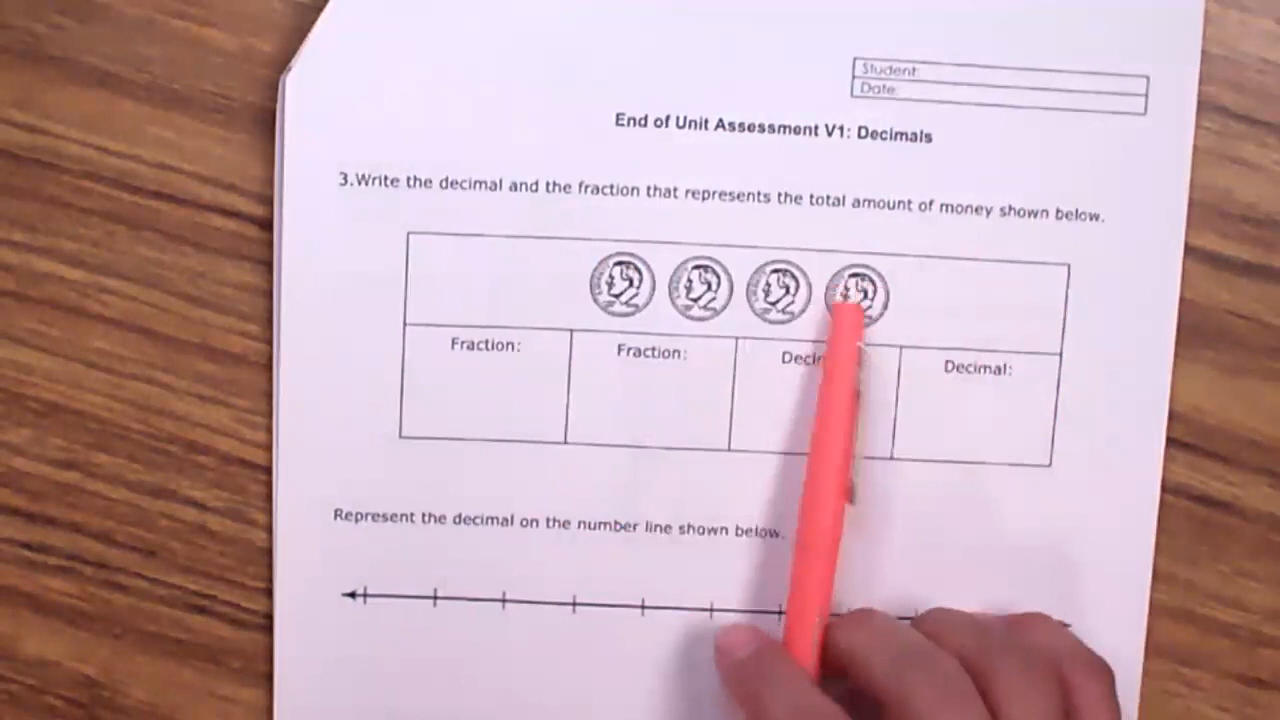 Student:
Date:
End of Unit Assessment V1: Decimals
3.Write the decimal and the fraction that represents the total amount of money shown below.
Fraction:
Fraction:
Decimal:
Represent the decimal on the number line shown below.